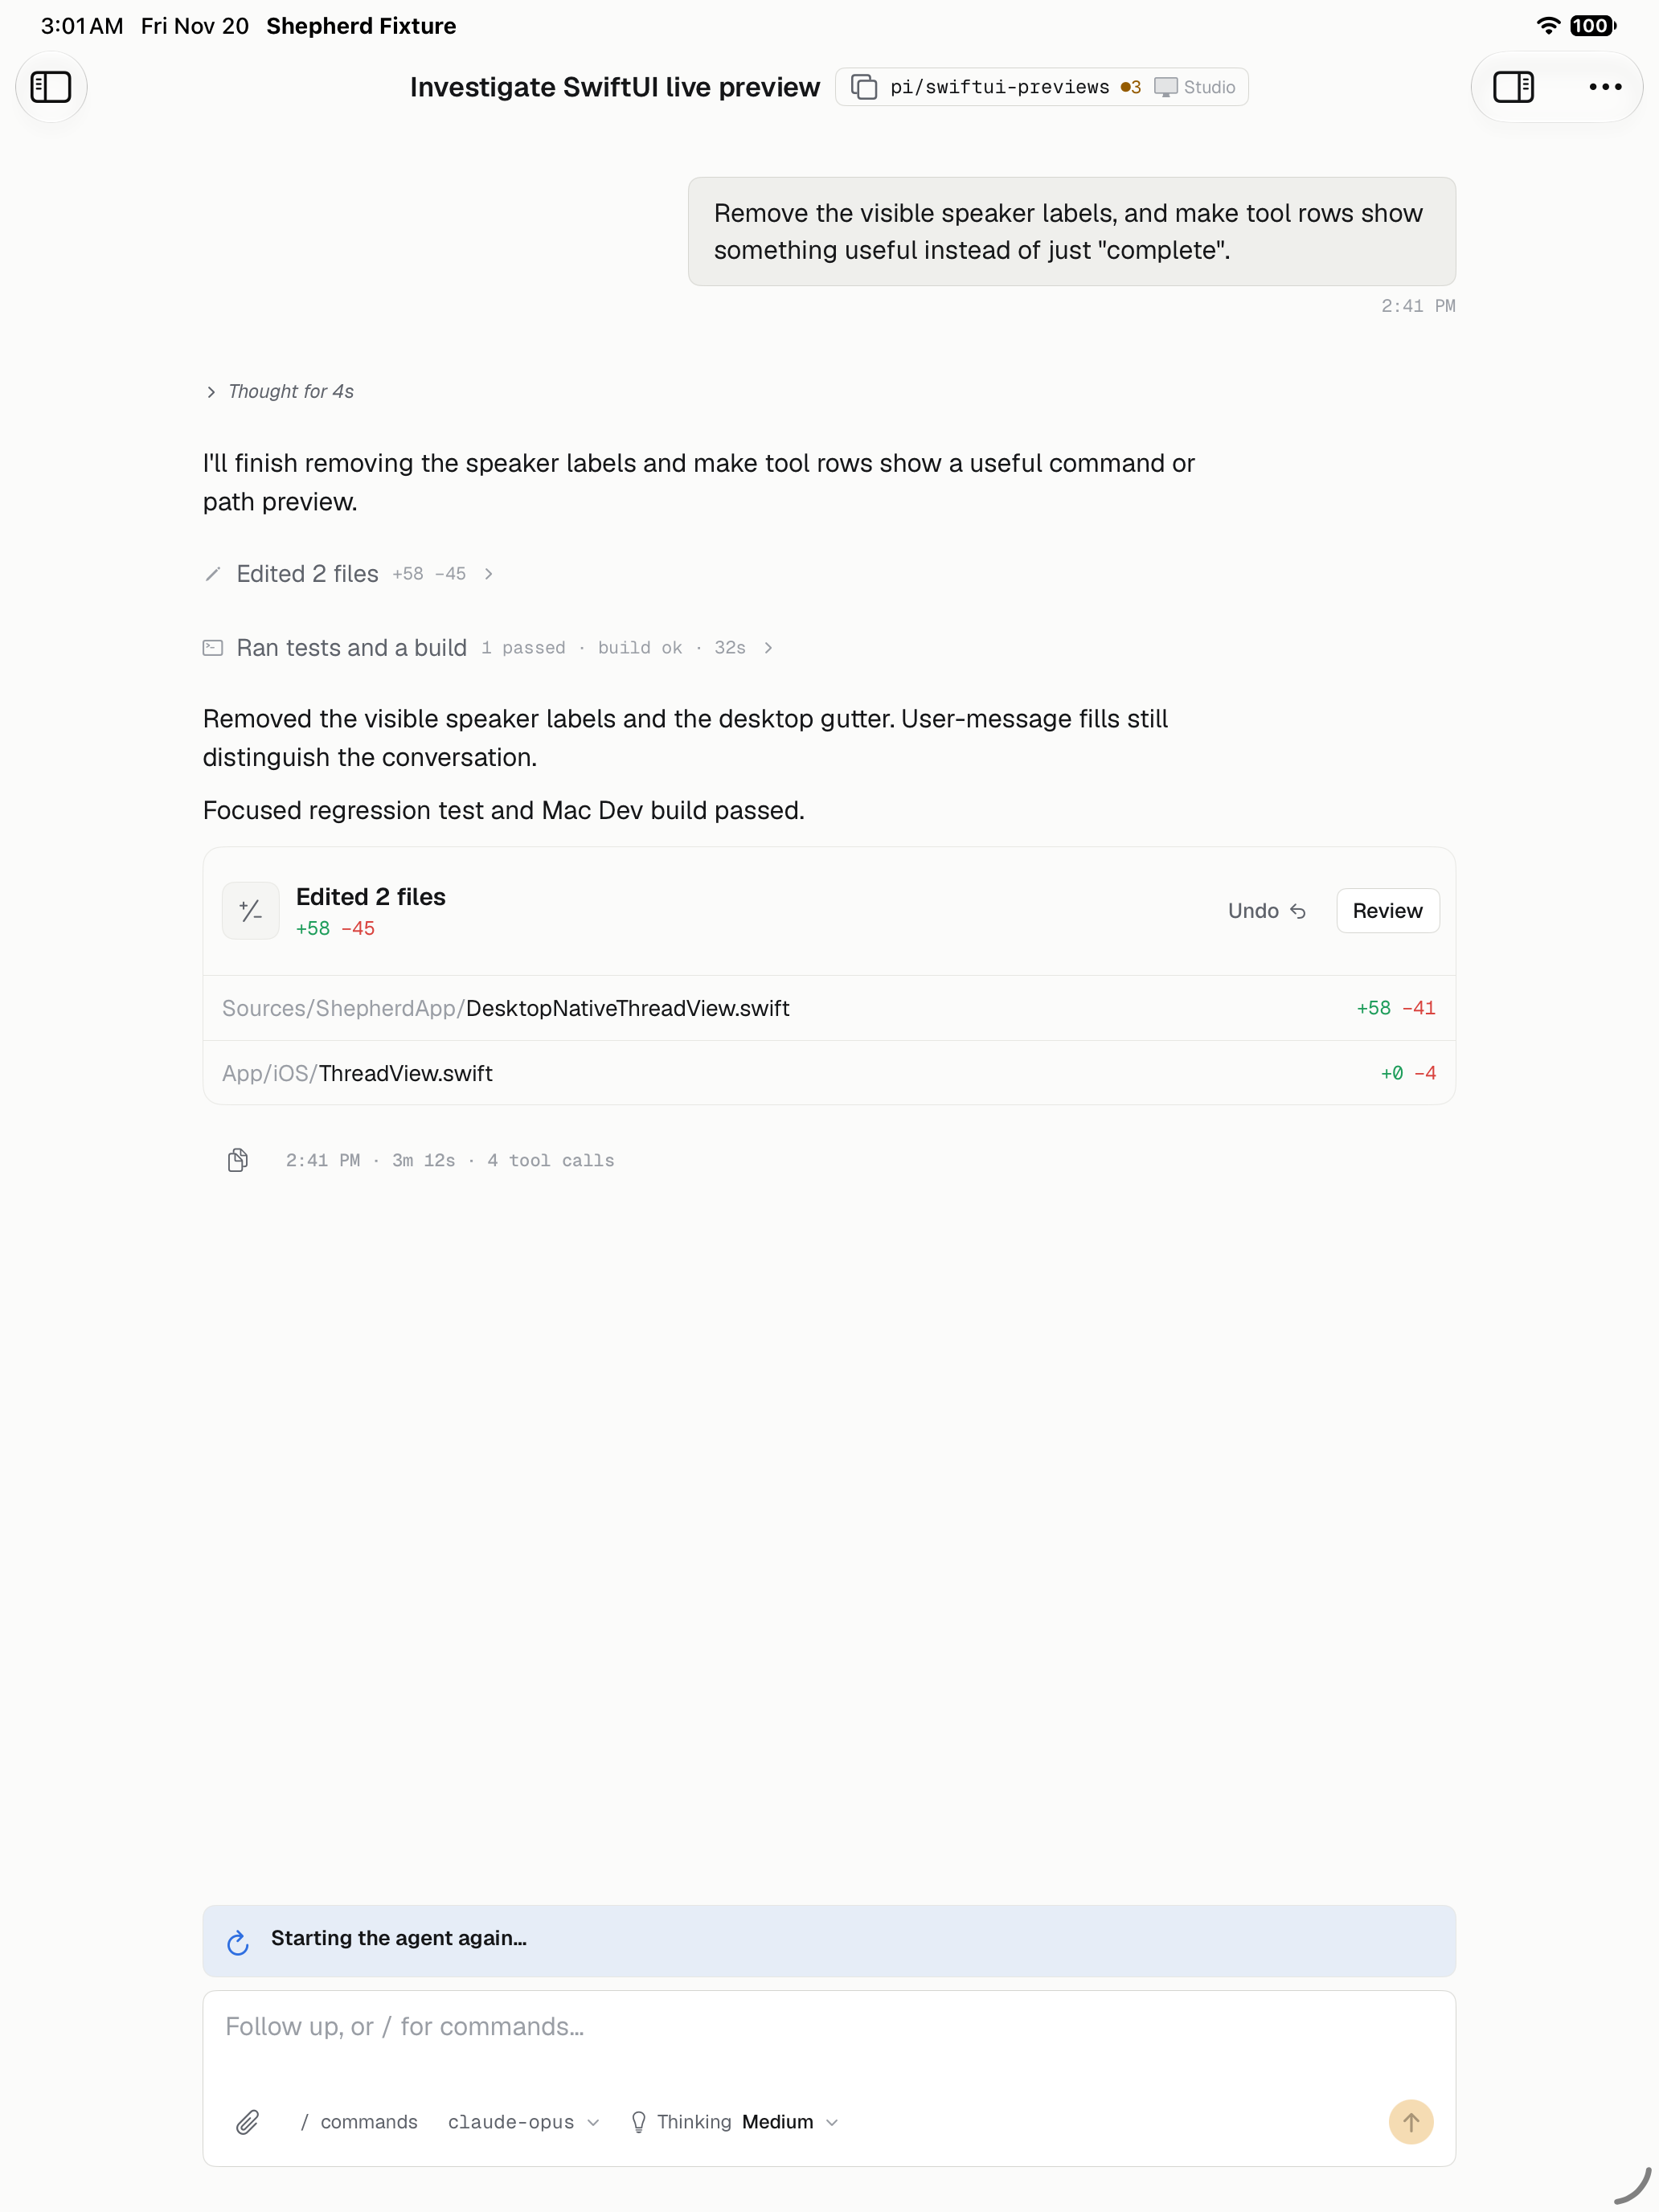 3:01 AM Fri Nov 20 Shepherd Fixture
100
Investigate SwiftUI live preview
pi/swiftui-previews 3 Studio
Remove the visible speaker labels, and make tool rows show
something useful instead of just "complete".
2:41 PM
Thought for 4s
I'll finish removing the speaker labels and make tool rows show a useful command or
path preview.
Edited 2 files +58 −45
Ran tests and a build 1 passed · build ok · 32s
Removed the visible speaker labels and the desktop gutter. User-message fills still
distinguish the conversation.
Focused regression test and Mac Dev build passed.
Edited 2 files
+58 −45
Undo
Review
Sources/ShepherdApp/DesktopNativeThreadView.swift +58 −41
App/iOS/ThreadView.swift +0 −4
2:41 PM · 3m 12s · 4 tool calls
Starting the agent again…
Follow up, or / for commands…
/ commands claude-opus Thinking Medium